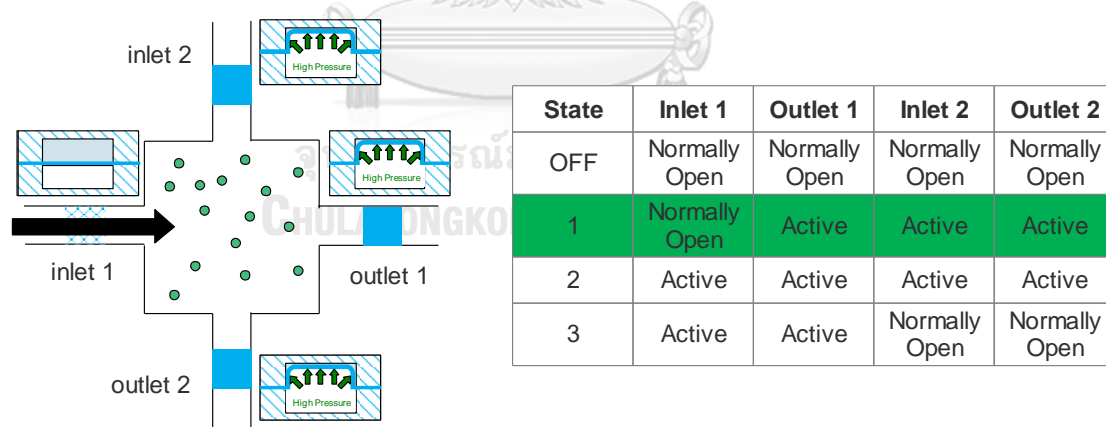 inlet 2
High Pressure
High Pressure
inlet 1
outlet 1
outlet 2
High Pressure
State Inlet 1 Outlet 1 Inlet 2 Outlet 2
OFF Normally Open Normally Open Normally Open Normally Open
1 Normally Open Active Active Active
2 Active Active Active Active
3 Active Active Normally Open Normally Open